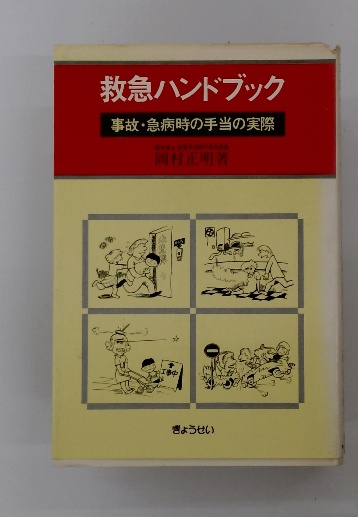 救急ハンドブック
事故・急病時の手当の実際
岡村正明著
ぎょうせい